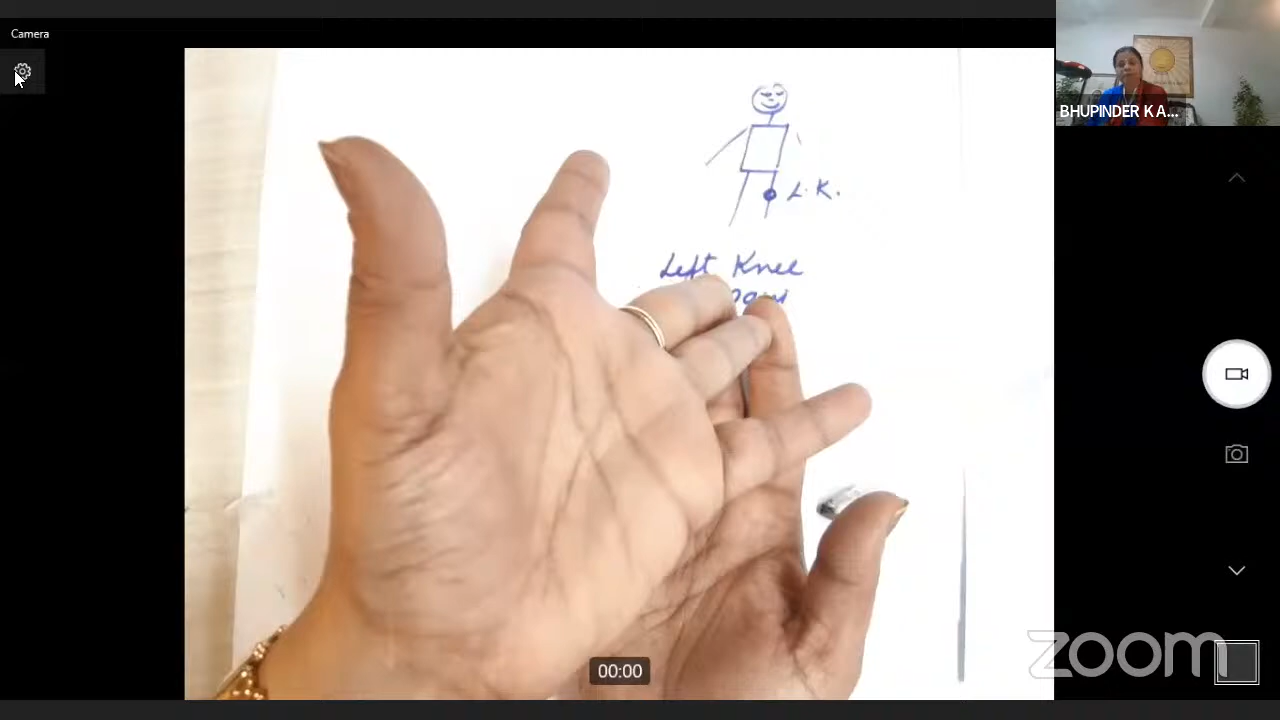 Camera
BHUPINDER K A...
L.K.
Left Knee
00:00
zoom